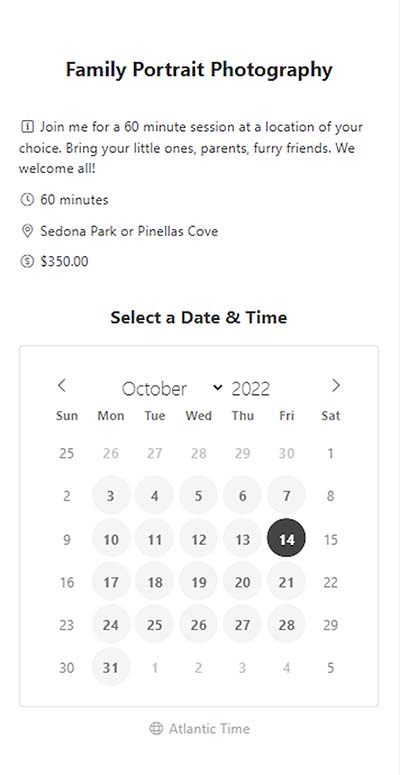 Family Portrait Photography
Join me for a 60 minute session at a location of your
choice. Bring your little ones, parents, furry friends. We
welcome all!
60 minutes
Sedona Park or Pinellas Cove
$350.00
Select a Date & Time
October 2022
Sun Mon Tue Wed Thu Fri Sat
25 26 27 28 29 30 1
2 3 4 5 6 7 8
9 10 11 12 13 14 15
16 17 18 19 20 21 22
23 24 25 26 27 28 29
30 31 1 2 3 4 5
Atlantic Time